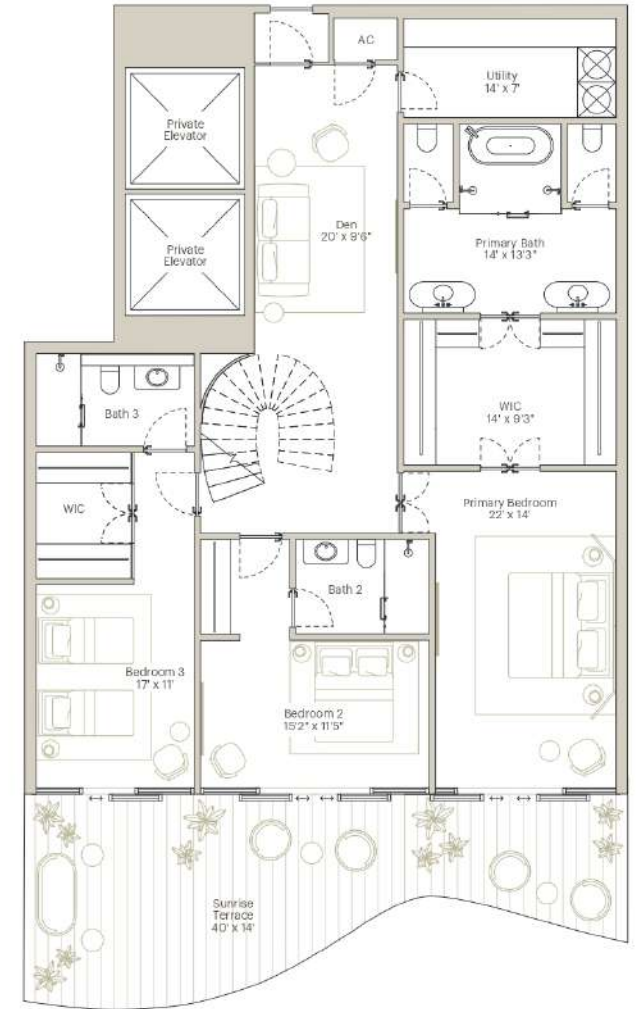 AC
Utility
14' x 7'
Private
Elevator
Private
Elevator
Den
20' x 9'6"
Primary Bath
14' x 13'3"
Bath 3
WIC
14' x 9'3"
WIC
Primary Bedroom
22' x 14'
Bath 2
Bedroom 3
17' x 11'
Bedroom 2
15'2" x 11'5"
Sunrise
Terrace
40' x 14'